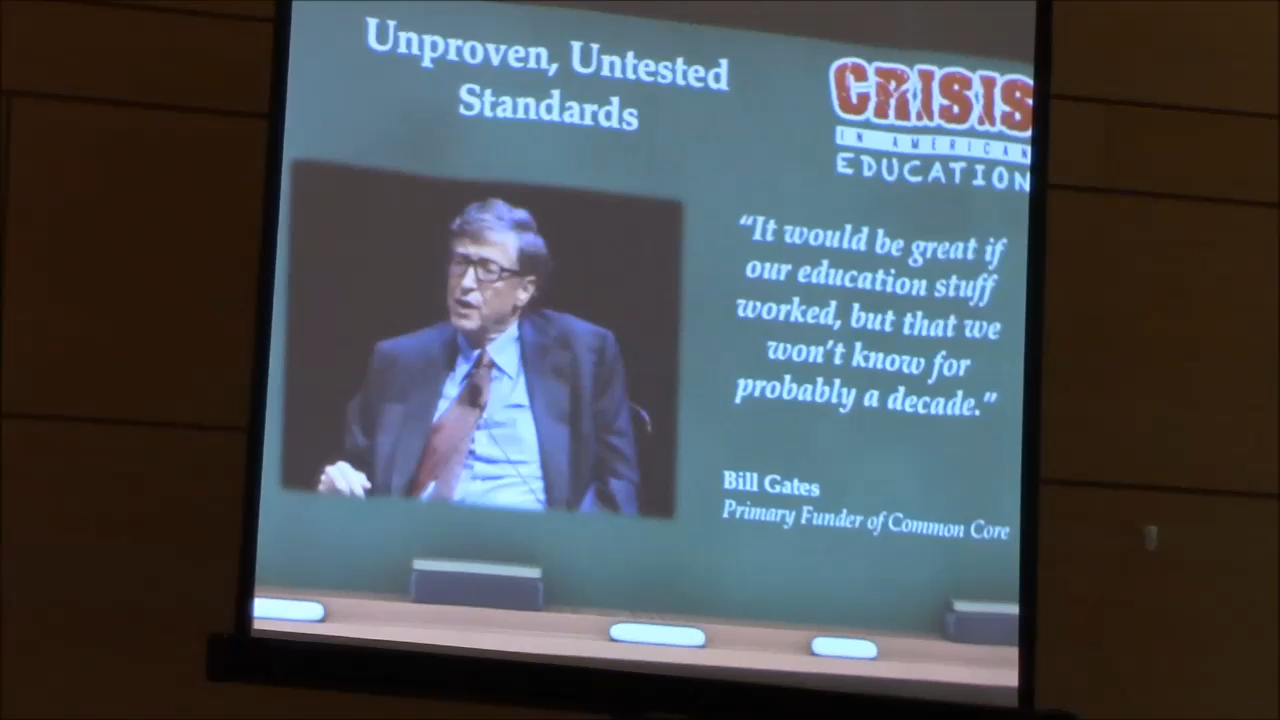 Unproven, Untested
Standards
CRISIS
IN AMERICAN
EDUCATION
“It would be great if
our education stuff
worked, but that we
won’t know for
probably a decade.”
Bill Gates
Primary Funder of Common Core